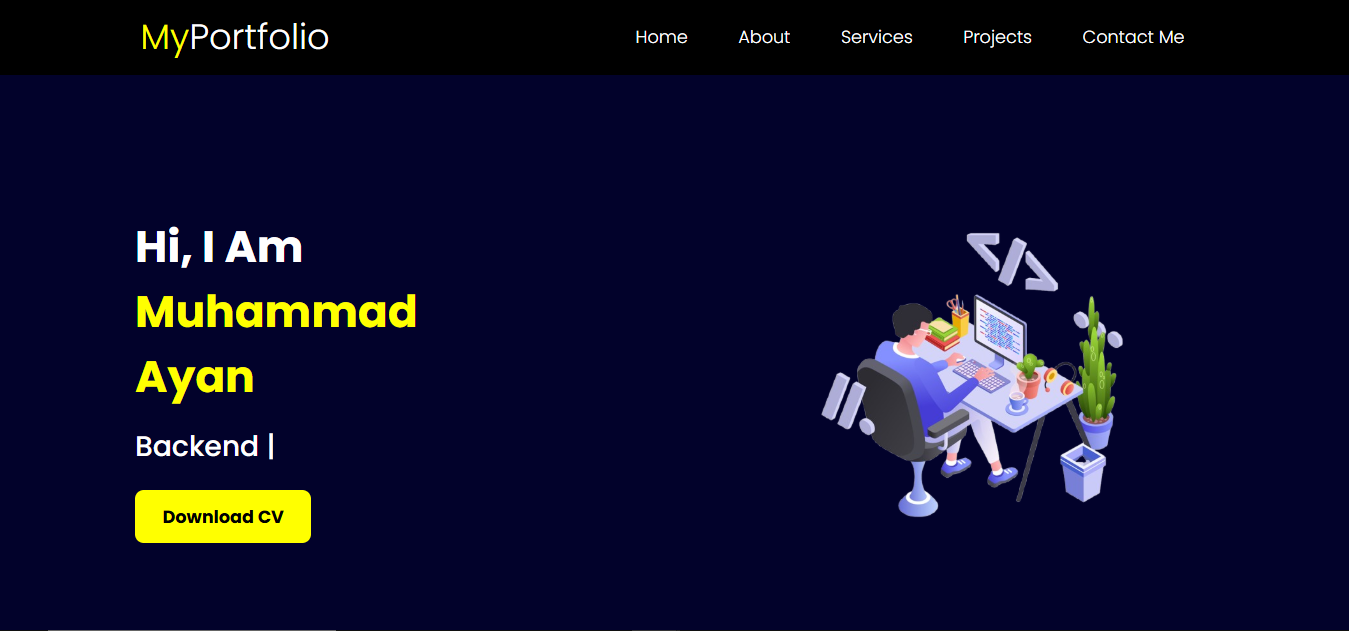 MyPortfolio
Home About Services Projects Contact Me
Hi, I Am
Muhammad
Ayan
Backend |
Download CV